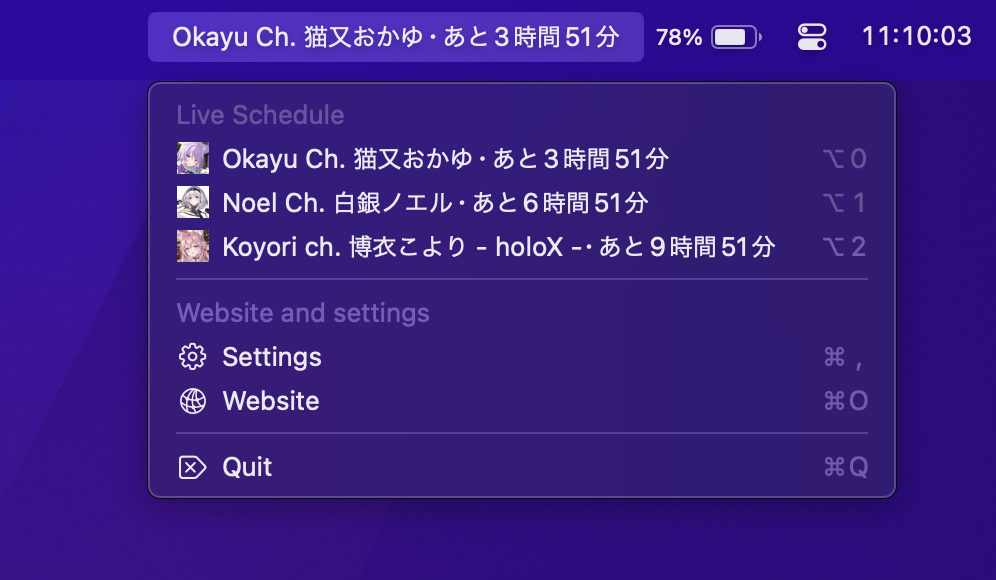 Okayu Ch. 猫又おかゆ・あと3時間51分 78% 11:10:03
Live Schedule
Okayu Ch. 猫又おかゆ・あと3時間51分 ⌥0
Noel Ch. 白銀ノエル・あと6時間51分 ⌥1
Koyori ch. 博衣こより - holoX -・あと9時間51分 ⌥2
Website and settings
Settings ⌘,
Website ⌘O
Quit ⌘Q